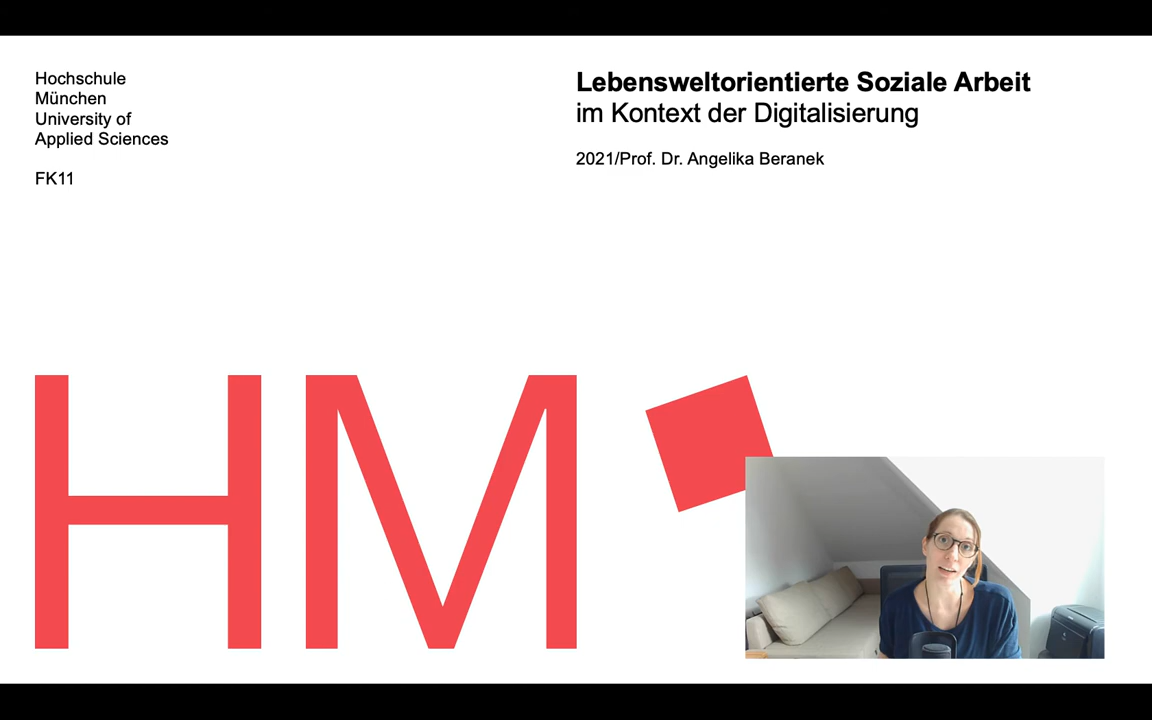 Hochschule
München
University of
Applied Sciences
FK11
Lebensweltorientierte Soziale Arbeit
im Kontext der Digitalisierung
2021/Prof. Dr. Angelika Beranek
HM